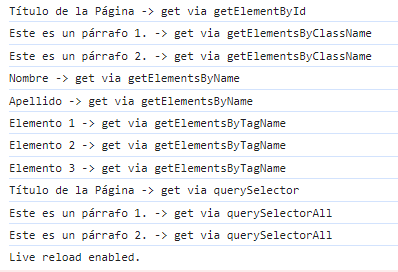 Título de la Página -> get via getElementById
Este es un párrafo 1. -> get via getElementsByClassName
Este es un párrafo 2. -> get via getElementsByClassName
Nombre -> get via getElementsByName
Apellido -> get via getElementsByName
Elemento 1 -> get via getElementsByTagName
Elemento 2 -> get via getElementsByTagName
Elemento 3 -> get via getElementsByTagName
Título de la Página -> get via querySelector
Este es un párrafo 1. -> get via querySelectorAll
Este es un párrafo 2. -> get via querySelectorAll
Live reload enabled.